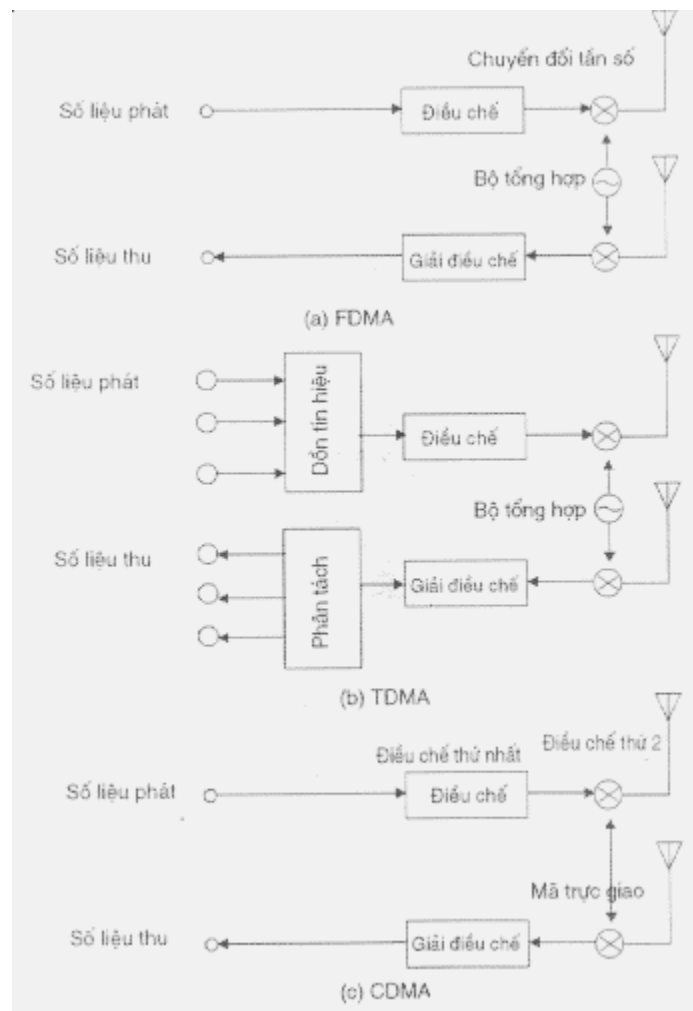 Chuyển đổi tần số
Số liệu phát
Điều chế
Bộ tổng hợp
Số liệu thu
Giải điều chế
(a) FDMA
Số liệu phát
Dồn tín hiệu
Điều chế
Bộ tổng hợp
Số liệu thu
Phân tách
Giải điều chế
(b) TDMA
Điều chế thứ nhất
Điều chế thứ 2
Số liệu phát
Điều chế
Mã trực giao
Số liệu thu
Giải điều chế
(c) CDMA